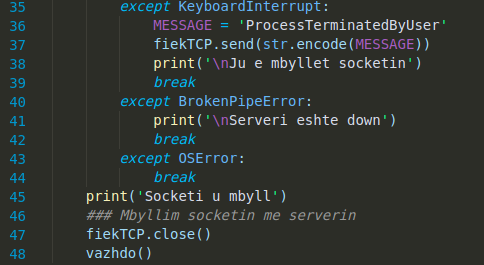 35 except KeyboardInterrupt:
36 MESSAGE = 'ProcessTerminatedByUser'
37 fiekTCP.send(str.encode(MESSAGE))
38 print('\nJu e mbyllet socketin')
39 break
40 except BrokenPipeError:
41 print('\nServeri eshte down')
42 break
43 except OSError:
44 break
45 print('Socketi u mbyll')
46 ### Mbyllim socketin me serverin
47 fiekTCP.close()
48 vazhdo()